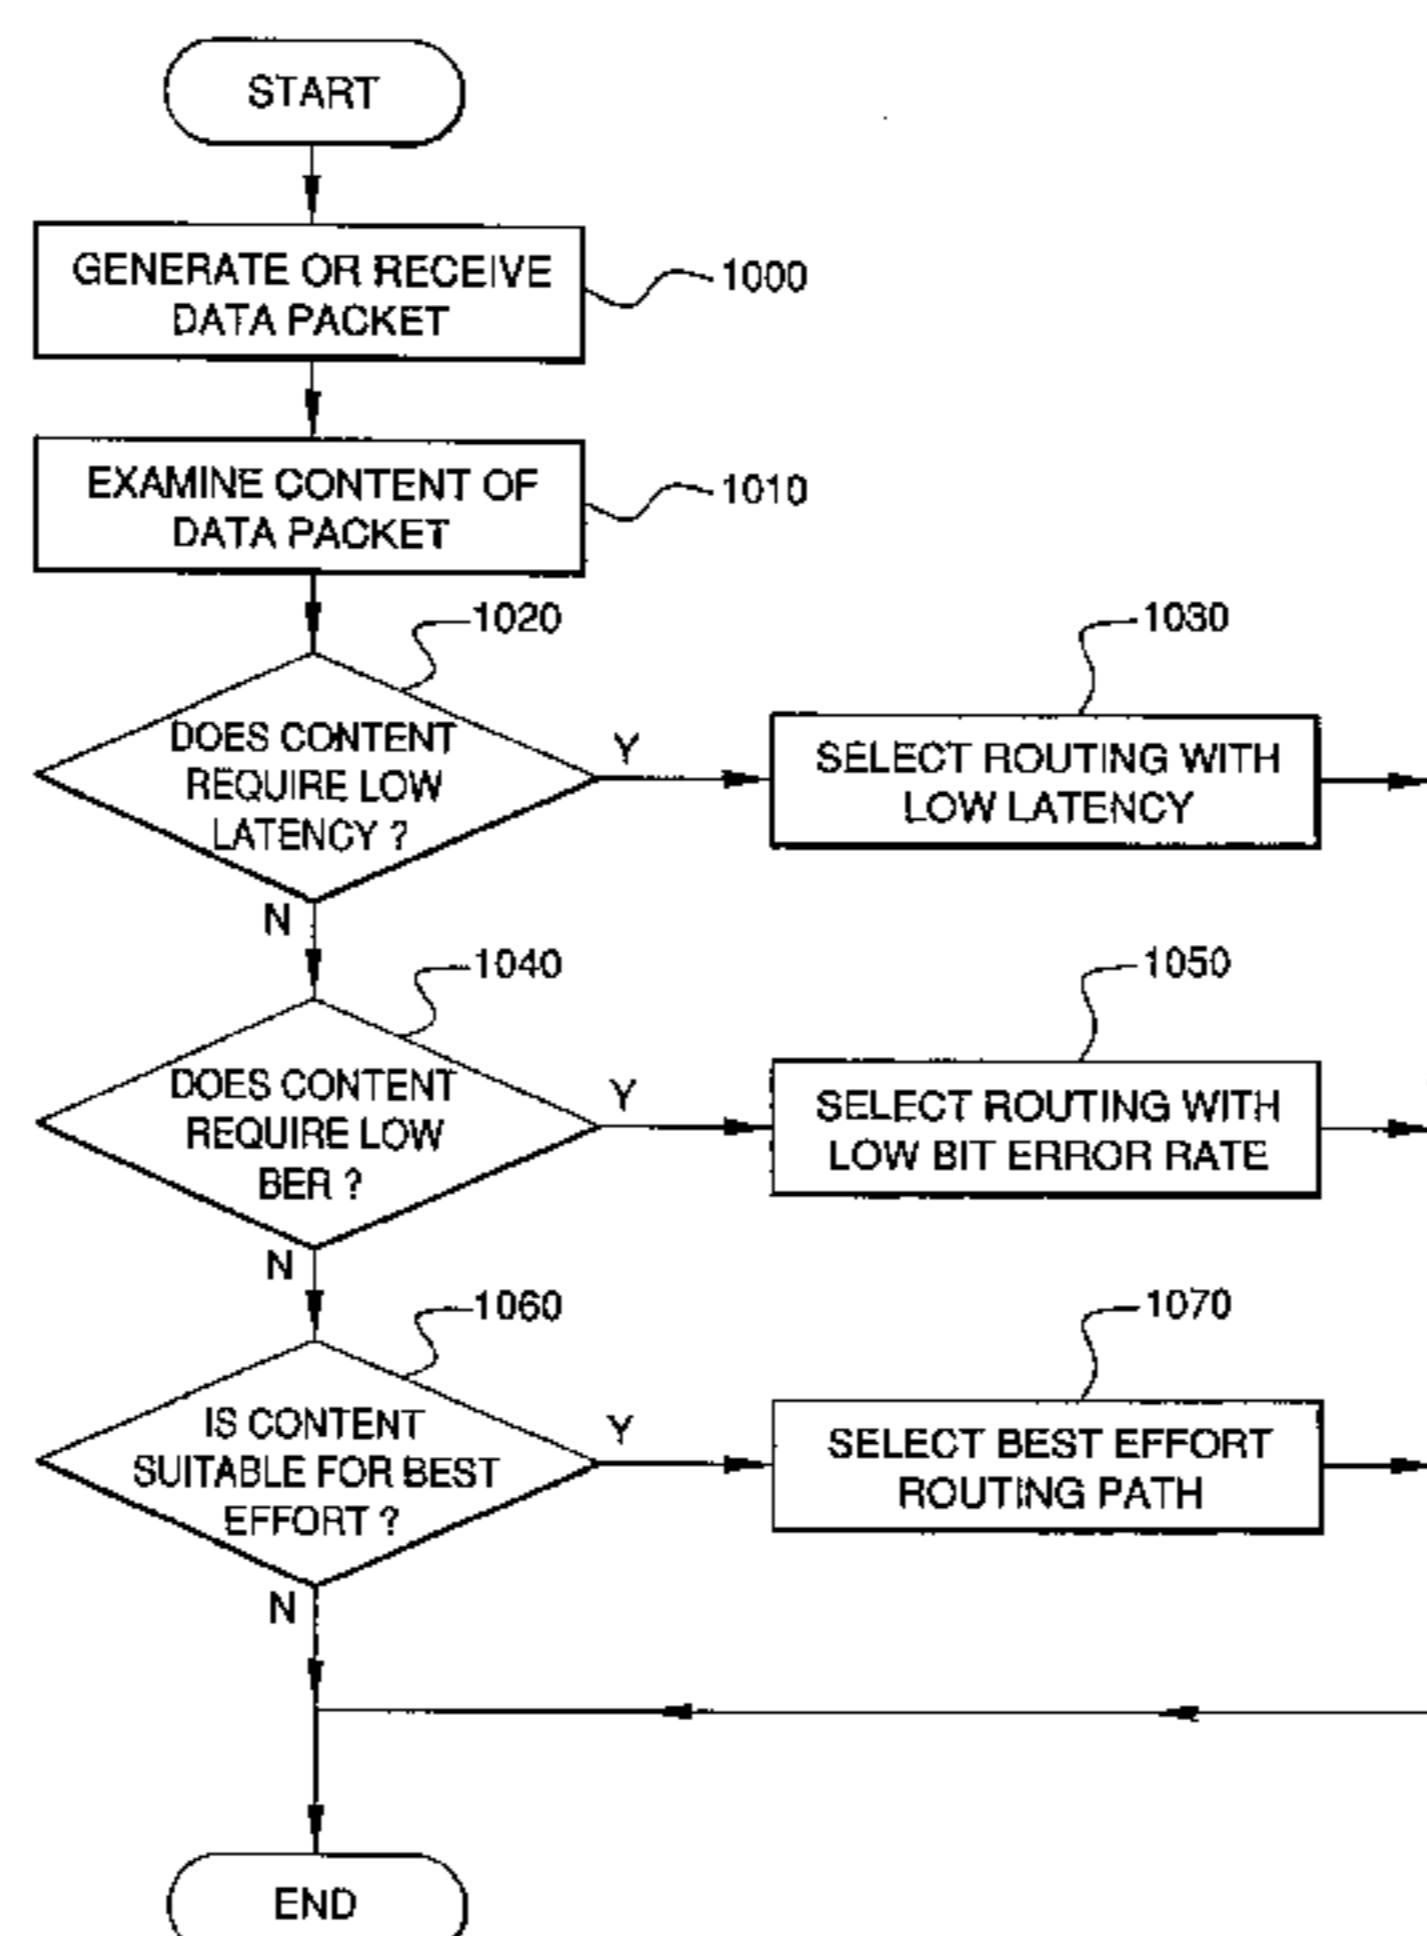 START
GENERATE OR RECEIVE
DATA PACKET
1000
EXAMINE CONTENT OF
DATA PACKET
1010
1020
DOES CONTENT
REQUIRE LOW
LATENCY ?
Y
N
1030
SELECT ROUTING WITH
LOW LATENCY
1040
DOES CONTENT
REQUIRE LOW
BER ?
Y
N
1050
SELECT ROUTING WITH
LOW BIT ERROR RATE
1060
IS CONTENT
SUITABLE FOR BEST
EFFORT ?
Y
N
1070
SELECT BEST EFFORT
ROUTING PATH
END